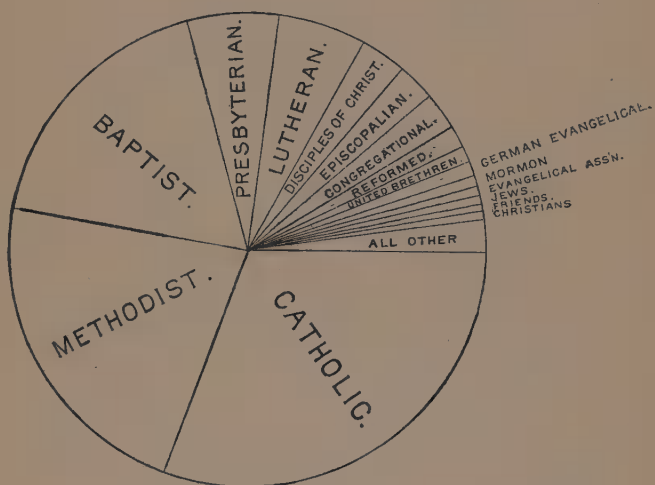 BAPTIST.
PRESBYTERIAN.
LUTHERAN.
DISCIPLES OF CHRIST.
EPISCOPALIAN.
CONGREGATIONAL.
REFORMED.
UNITED BRETHREN
GERMAN EVANGELICAL.
MORMON
EVANGELICAL ASS'N.
JEWS.
FRIENDS.
CHRISTIANS
ALL OTHER
METHODIST.
CATHOLIC.